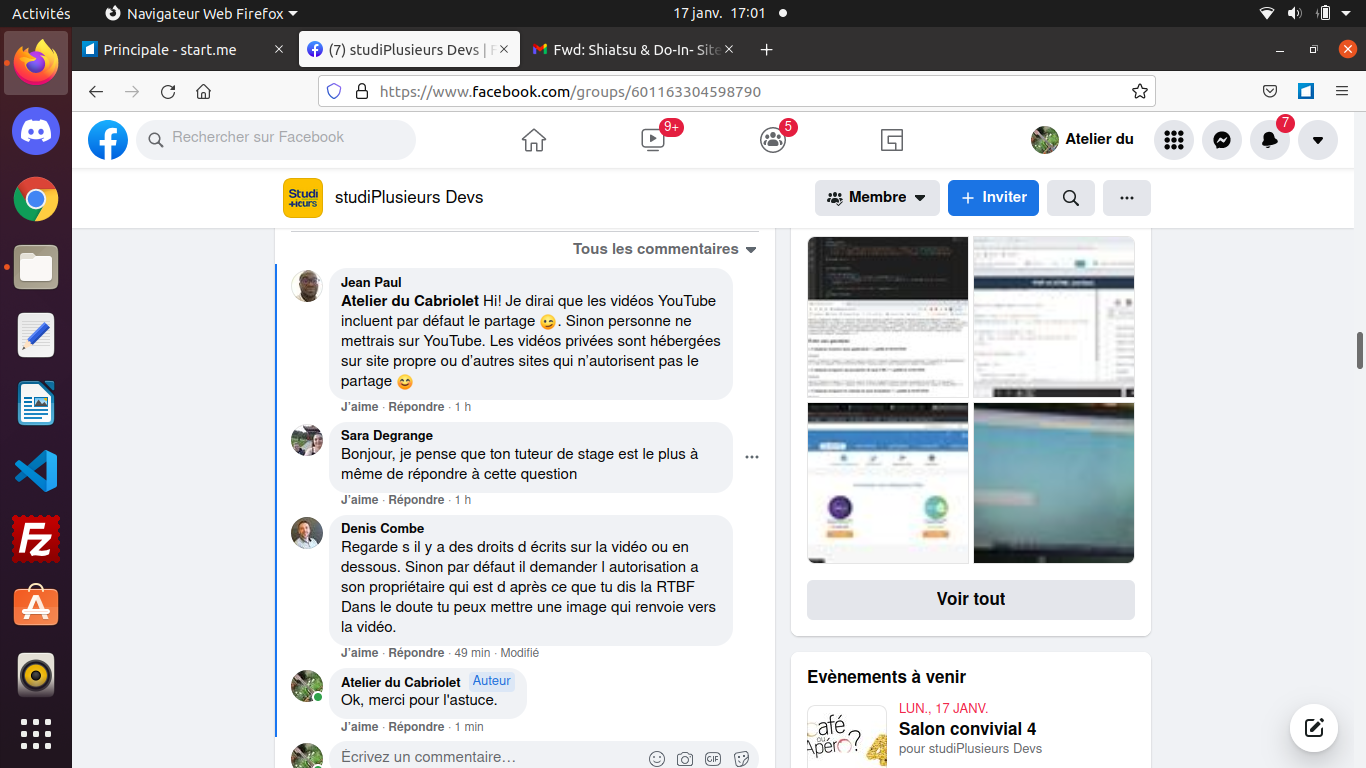 Activités
Navigateur Web Firefox
17 janv. 17:01
Principale - start.me
(7) studiPlusieurs Devs | F
Fwd: Shiatsu & Do-In- Site
https://www.facebook.com/groups/601163304598790
Rechercher sur Facebook
9+
5
Atelier du
7
Studi
+ieurs
studiPlusieurs Devs
Membre
Inviter
Tous les commentaires
Jean Paul
Atelier du Cabriolet Hi! Je dirai que les vidéos YouTube
incluent par défaut le partage 😉. Sinon personne ne
mettrais sur YouTube. Les vidéos privées sont hébergées
sur site propre ou d’autres sites qui n’autorisent pas le
partage 😊
J’aime · Répondre · 1 h
Sara Degrange
Bonjour, je pense que ton tuteur de stage est le plus à
même de répondre à cette question
J’aime · Répondre · 1 h
Denis Combe
Regarde s il y a des droits d écrits sur la vidéo ou en
dessous. Sinon par défaut il demander l autorisation a
son propriétaire qui est d après ce que tu dis la RTBF
Dans le doute tu peux mettre une image qui renvoie vers
la vidéo.
J’aime · Répondre · 49 min · Modifié
Atelier du Cabriolet Auteur
Ok, merci pour l'astuce.
J’aime · Répondre · 1 min
Écrivez un commentaire…
GIF
Voir tout
Evènements à venir
LUN., 17 JANV.
Salon convivial 4
pour studiPlusieurs Devs
Café
ou
Apéro?
4